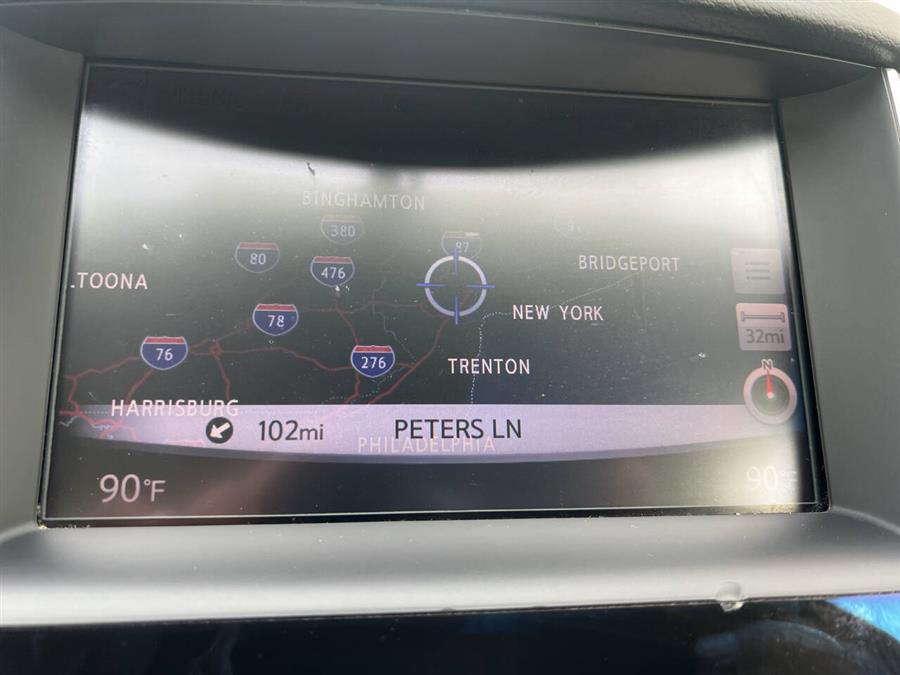 BINGHAMTON
380
87
80
476
BRIDGEPORT
.TOONA
NEW YORK
78
32mi
76
276
TRENTON
N
HARRISBURG
102mi
PETERS LN
PHILADELPHIA
90°F
90°F